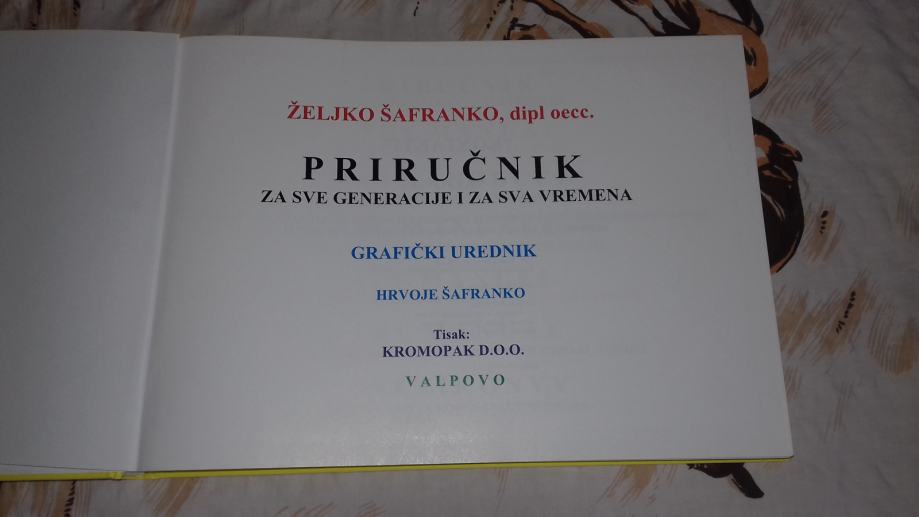 ŽELJKO ŠAFRANKO, dipl oecc.
PRIRUČNIK
ZA SVE GENERACIJE I ZA SVA VREMENA
GRAFIČKI UREDNIK
HRVOJE ŠAFRANKO
Tisak:
KROMOPAK D.O.O.
VALPOVO